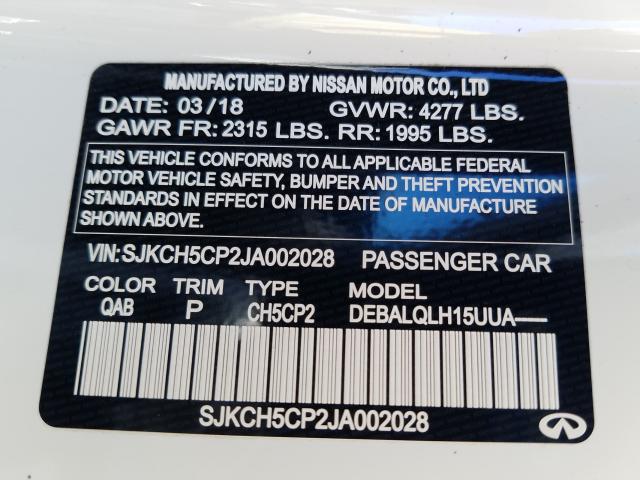 MANUFACTURED BY NISSAN MOTOR CO., LTD
DATE: 03/18 GVWR: 4277 LBS.
GAWR FR: 2315 LBS. RR: 1995 LBS.
THIS VEHICLE CONFORMS TO ALL APPLICABLE FEDERAL
MOTOR VEHICLE SAFETY, BUMPER AND THEFT PREVENTION
STANDARDS IN EFFECT ON THE DATE OF MANUFACTURE
SHOWN ABOVE.
VIN:SJKCH5CP2JA002028 PASSENGER CAR
COLOR TRIM TYPE MODEL
QAB P CH5CP2 DEBALQLH15UUA-----
SJKCH5CP2JA002028